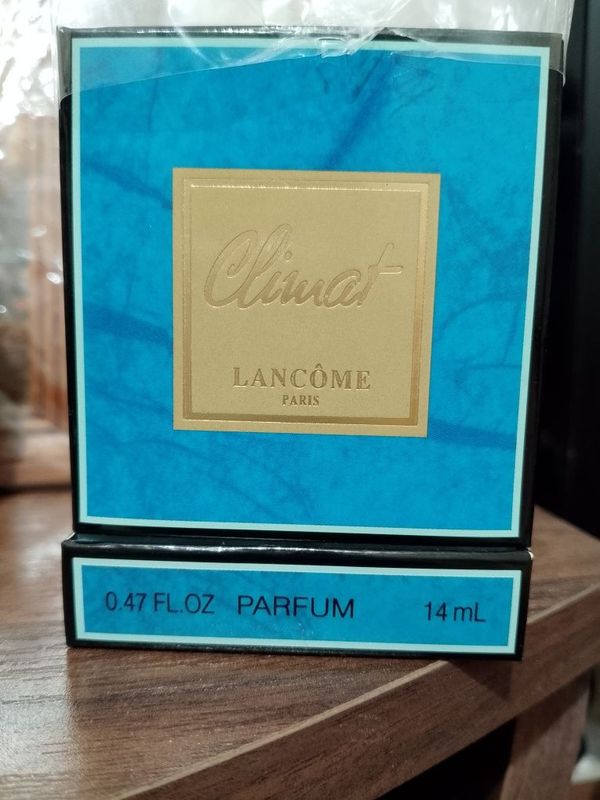 Climat
LANCÔME
PARIS
0.47 FL.OZ PARFUM 14 mL